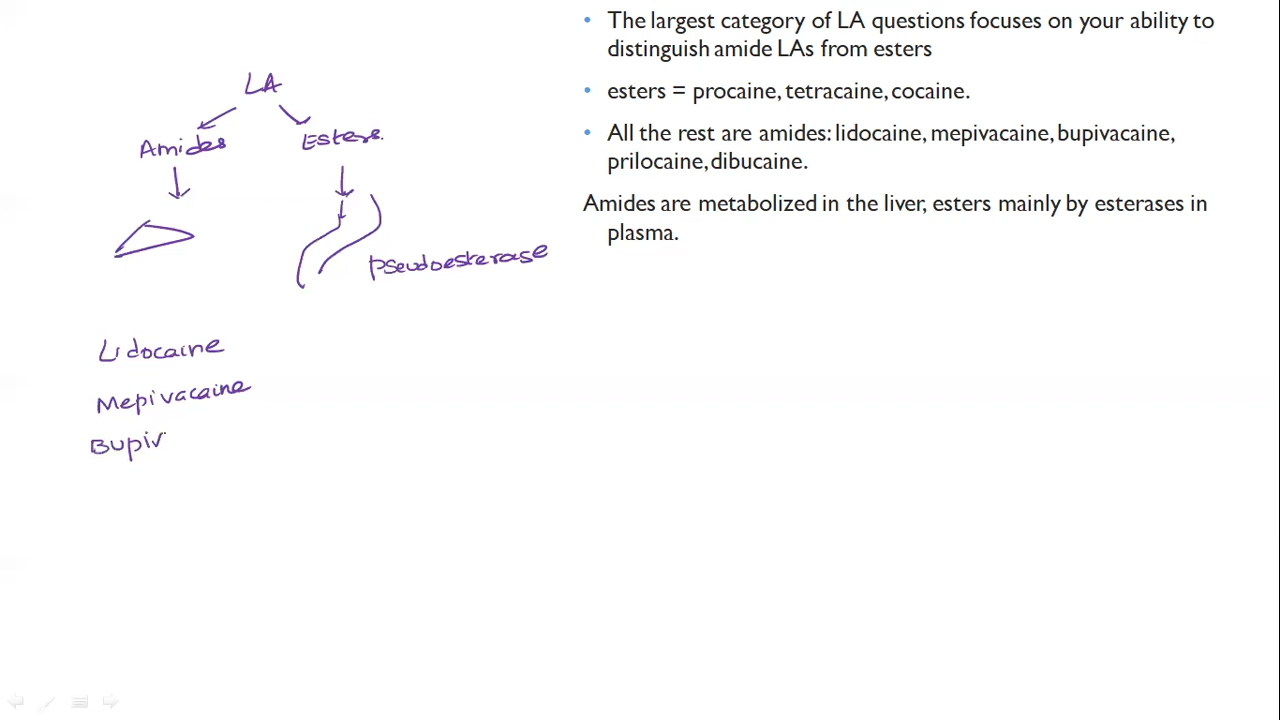 LA
Amides
Esters.
pseudoesterase
Lidocaine
Mepivacaine
Bupiv
• The largest category of LA questions focuses on your ability to
distinguish amide LAs from esters
• esters = procaine, tetracaine, cocaine.
• All the rest are amides: lidocaine, mepivacaine, bupivacaine,
prilocaine, dibucaine.
Amides are metabolized in the liver, esters mainly by esterases in
plasma.